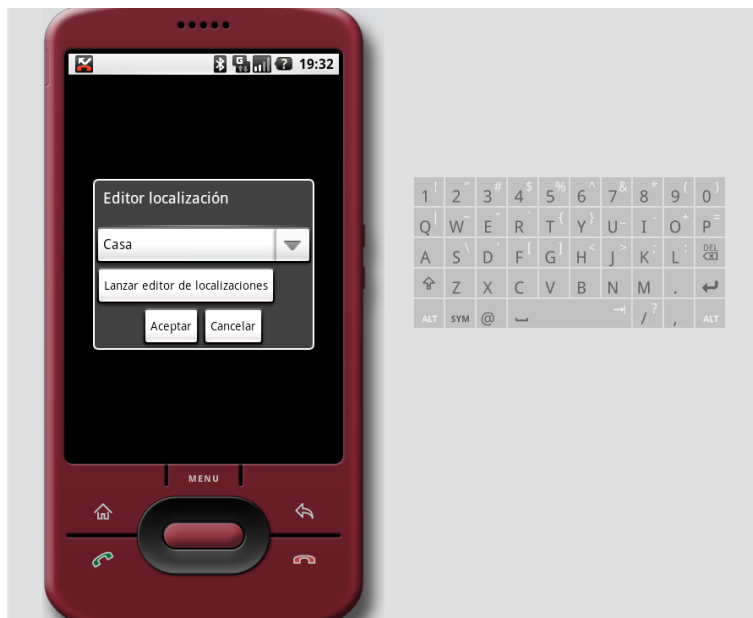 19:32
Editor localización
Casa
Lanzar editor de localizaciones
Aceptar Cancelar
MENU
1 ! 2 " 3 # 4 $ 5 % 6 ^ 7 & 8 * 9 ( 0 )
Q | W ~ E " R ` T { Y } U _ I - O + P =
A S \ D ' F [ G ] H < J > K ; L : DEL
Z X C V B N M .
ALT SYM @ / ? , ALT